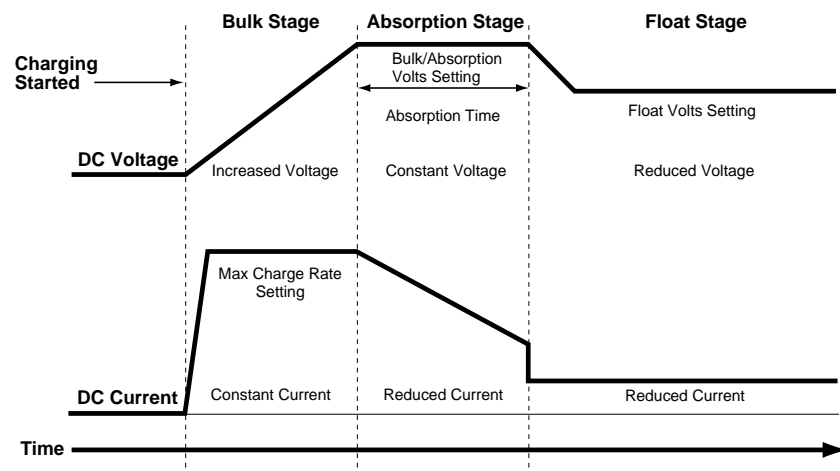 Bulk Stage
Absorption Stage
Float Stage
Charging
Started
Bulk/Absorption
Volts Setting
Absorption Time
Float Volts Setting
DC Voltage
Increased Voltage
Constant Voltage
Reduced Voltage
Max Charge Rate
Setting
DC Current
Constant Current
Reduced Current
Reduced Current
Time